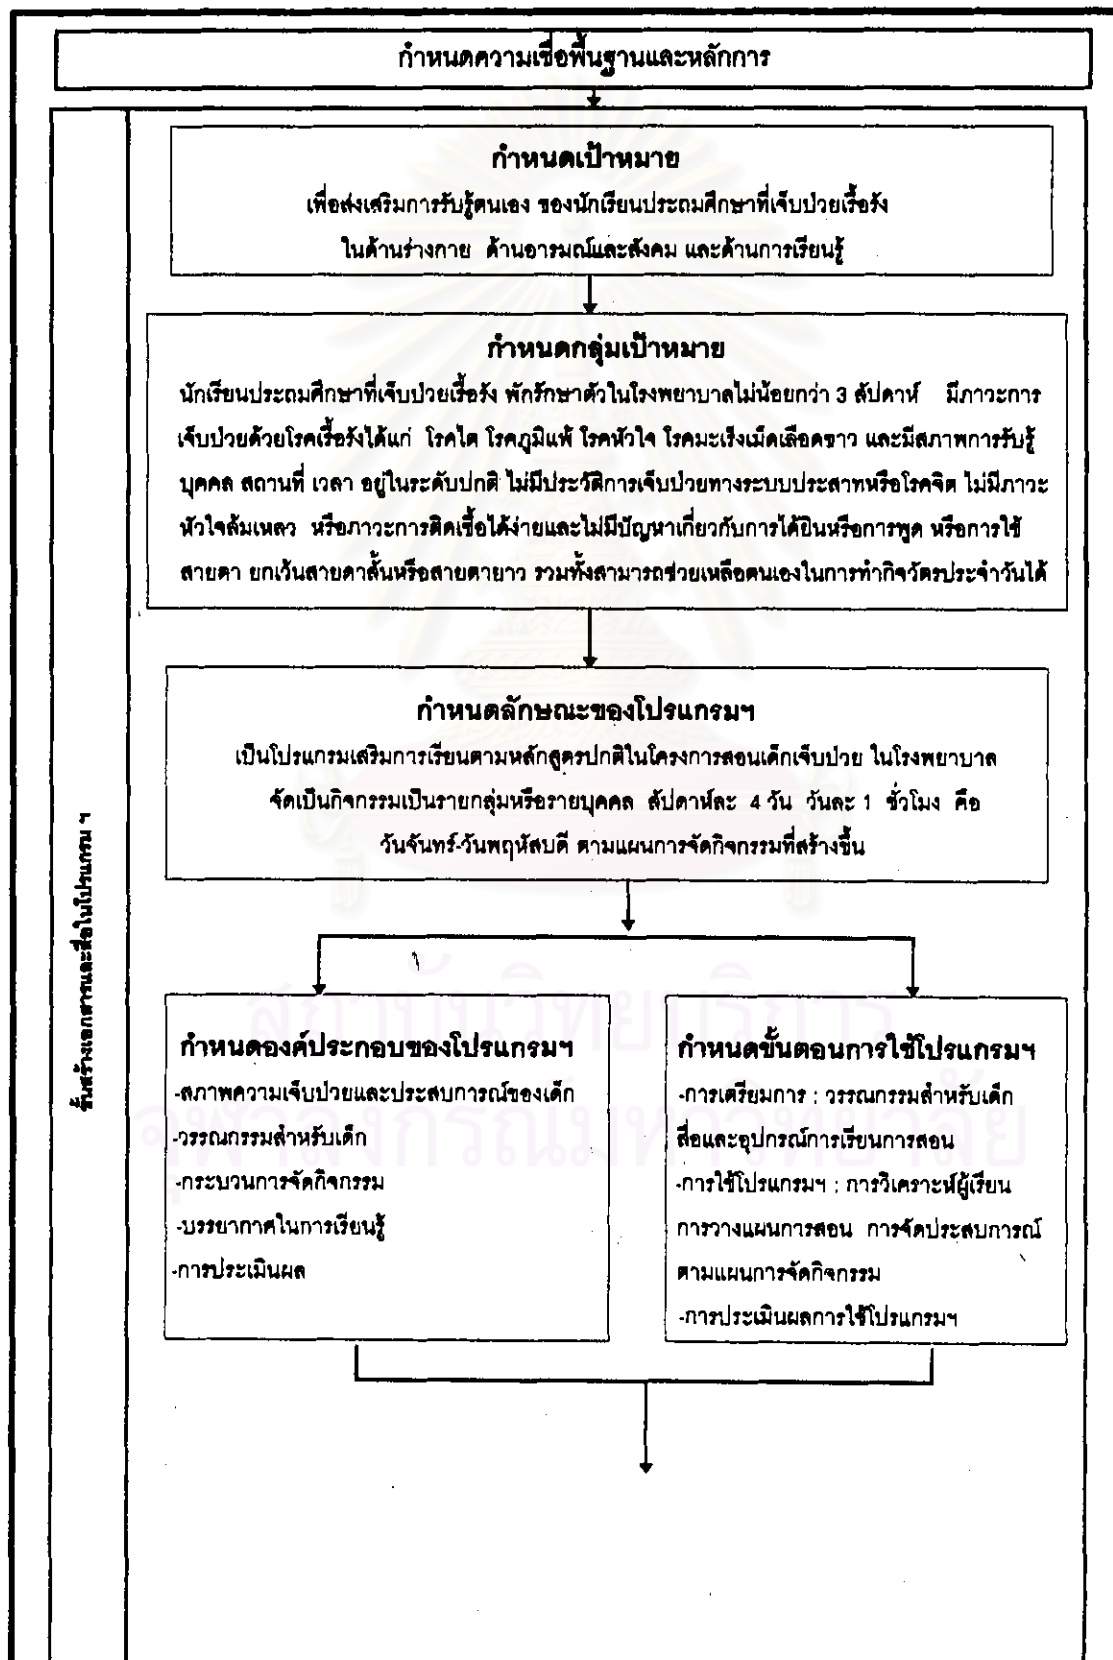 กำหนดความเชื่อพื้นฐานและหลักการ
กำหนดเป้าหมาย
เพื่อส่งเสริมการรับรู้ตนเอง ของนักเรียนประถมศึกษาที่เจ็บป่วยเรื้อรัง
ในด้านร่างกาย ด้านอารมณ์และสังคม และด้านการเรียนรู้
กำหนดกลุ่มเป้าหมาย
นักเรียนประถมศึกษาที่เจ็บป่วยเรื้อรัง พักรักษาตัวในโรงพยาบาลไม่น้อยกว่า 3 สัปดาห์ มีภาวะการ
เจ็บป่วยด้วยโรคเรื้อรังได้แก่ โรคไต โรคภูมิแพ้ โรคหัวใจ โรคมะเร็งเม็ดเลือดขาว และมีสภาพการรับรู้
บุคคล สถานที่ เวลา อยู่ในระดับปกติ ไม่มีประวัติการเจ็บป่วยทางระบบประสาทหรือโรคจิต ไม่มีภาวะ
หัวใจล้มเหลว หรือภาวะการติดเชื้อได้ง่ายและไม่มีปัญหาเกี่ยวกับการได้ยินหรือการพูด หรือการใช้
สายตา ยกเว้นสายตาสั้นหรือสายตายาว รวมทั้งสามารถช่วยเหลือตนเองในการทำกิจวัตรประจำวันได้
กำหนดลักษณะของโปรแกรมฯ
เป็นโปรแกรมเสริมการเรียนตามหลักสูตรปกติในโครงการสอนเด็กเจ็บป่วย ในโรงพยาบาล
จัดเป็นกิจกรรมเป็นรายกลุ่มหรือรายบุคคล สัปดาห์ละ 4 วัน วันละ 1 ชั่วโมง คือ
วันจันทร์-วันพฤหัสบดี ตามแผนการจัดกิจกรรมที่สร้างขึ้น
ขั้นสร้างเอกสารและสื่อในโปรแกรม ฯ
กำหนดองค์ประกอบของโปรแกรมฯ
-สภาพความเจ็บป่วยและประสบการณ์ของเด็ก
-วรรณกรรมสำหรับเด็ก
-กระบวนการจัดกิจกรรม
-บรรยากาศในการเรียนรู้
-การประเมินผล
กำหนดขั้นตอนการใช้โปรแกรมฯ
-การเตรียมการ : วรรณกรรมสำหรับเด็ก
สื่อและอุปกรณ์การเรียนการสอน
-การใช้โปรแกรมฯ : การวิเคราะห์ผู้เรียน
การวางแผนการสอน การจัดประสบการณ์
ตามแผนการจัดกิจกรรม
-การประเมินผลการใช้โปรแกรมฯ
สถาบันวิทยบริการ
จุฬาลงกรณ์มหาวิทยาลัย